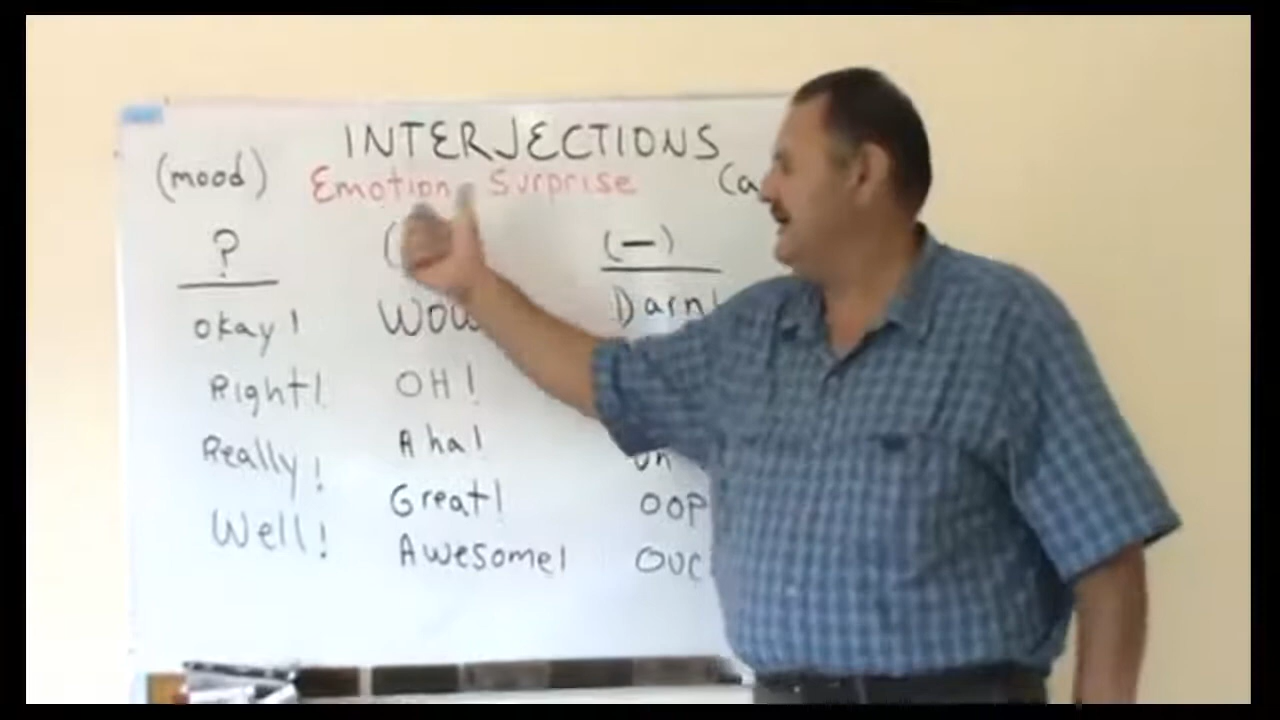 INTERJECTIONS
(mood) Emotion Surprise (a
? ( (-)
okay! WOW Darn!
Right! OH!
Really! Aha!
Great! OOP
Well! Awesome! OUC